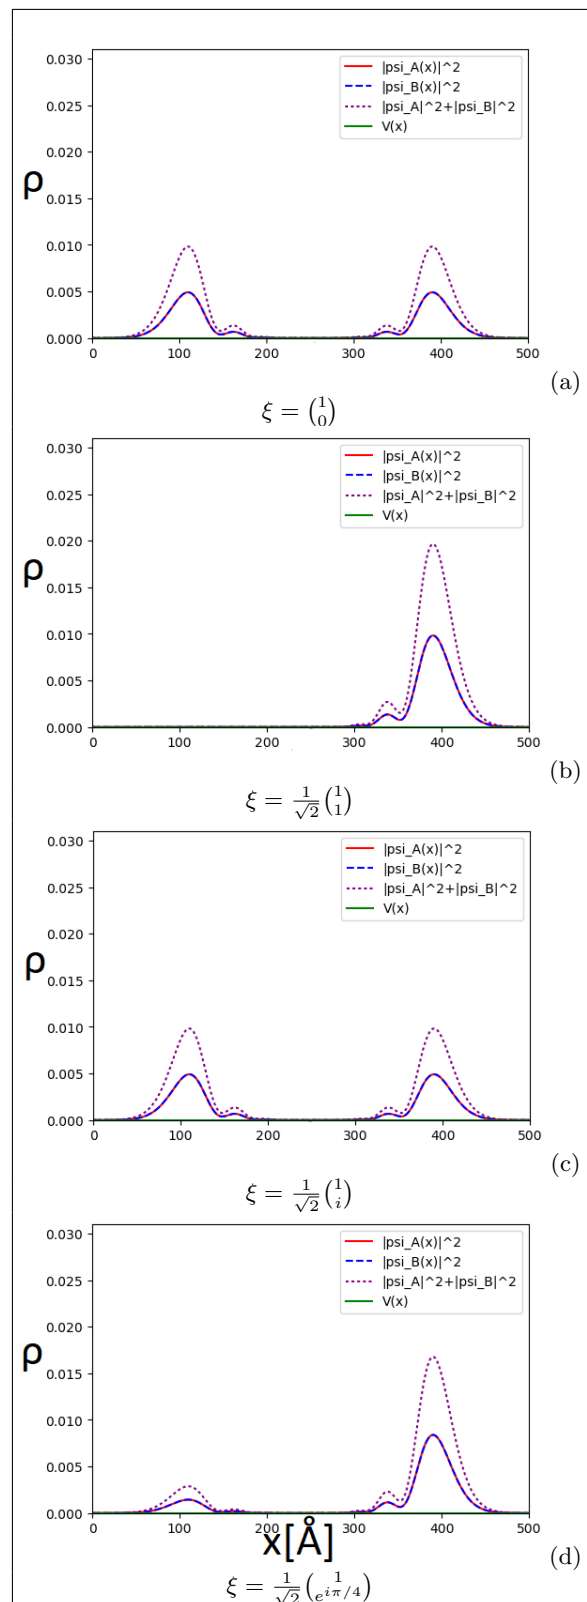 0.030
0.025
0.020
0.015
0.010
0.005
0.000
ρ
|psi_A(x)|^2
|psi_B(x)|^2
|psi_A|^2+|psi_B|^2
V(x)
0 100 200 300 400 500
(a)
ξ = (1 0)
0.030
0.025
0.020
0.015
0.010
0.005
0.000
ρ
|psi_A(x)|^2
|psi_B(x)|^2
|psi_A|^2+|psi_B|^2
V(x)
0 100 200 300 400 500
(b)
ξ = 1/√2 (1 1)
0.030
0.025
0.020
0.015
0.010
0.005
0.000
ρ
|psi_A(x)|^2
|psi_B(x)|^2
|psi_A|^2+|psi_B|^2
V(x)
0 100 200 300 400 500
(c)
ξ = 1/√2 (1 i)
0.030
0.025
0.020
0.015
0.010
0.005
0.000
ρ
|psi_A(x)|^2
|psi_B(x)|^2
|psi_A|^2+|psi_B|^2
V(x)
0 100 200 300 400 500
x[Å]
(d)
ξ = 1/√2 (1 e^{iπ/4})